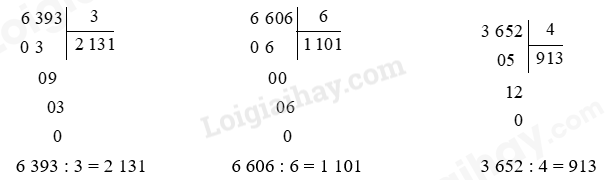 6 393 3
0 3 2 131
09
03
0
6 393 : 3 = 2 131
6 606 6
0 6 1 101
00
06
0
6 606 : 6 = 1 101
3 652 4
05 913
12
0
3 652 : 4 = 913
Loigiaihay.com